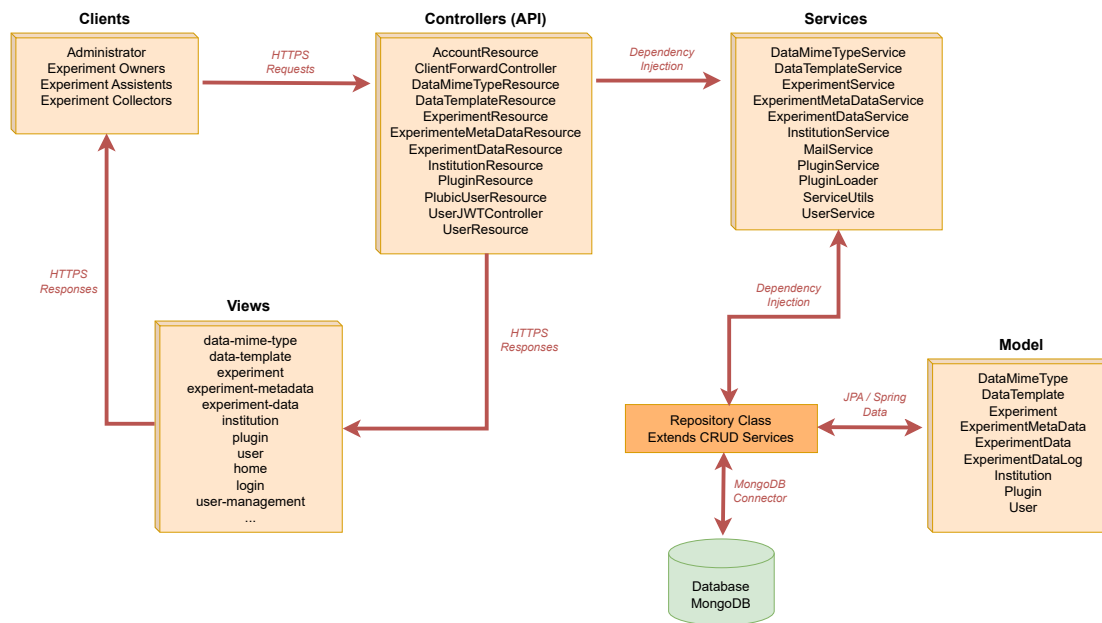 Clients
Administrator
Experiment Owners
Experiment Assistents
Experiment Collectors
HTTPS
Requests
Controllers (API)
AccountResource
ClientForwardController
DataMimeTypeResource
DataTemplateResource
ExperimentResource
ExperimenteMetaDataResource
ExperimentDataResource
InstitutionResource
PluginResource
PlubicUserResource
UserJWTController
UserResource
Dependency
Injection
Services
DataMimeTypeService
DataTemplateService
ExperimentService
ExperimentMetaDataService
ExperimentDataService
InstitutionService
MailService
PluginService
PluginLoader
ServiceUtils
UserService
HTTPS
Responses
Views
data-mime-type
data-template
experiment
experiment-metadata
experiment-data
institution
plugin
user
home
login
user-management
...
HTTPS
Responses
Dependency
Injection
Repository Class
Extends CRUD Services
JPA / Spring
Data
Model
DataMimeType
DataTemplate
Experiment
ExperimentMetaData
ExperimentData
ExperimentDataLog
Institution
Plugin
User
MongoDB
Connector
Database
MongoDB